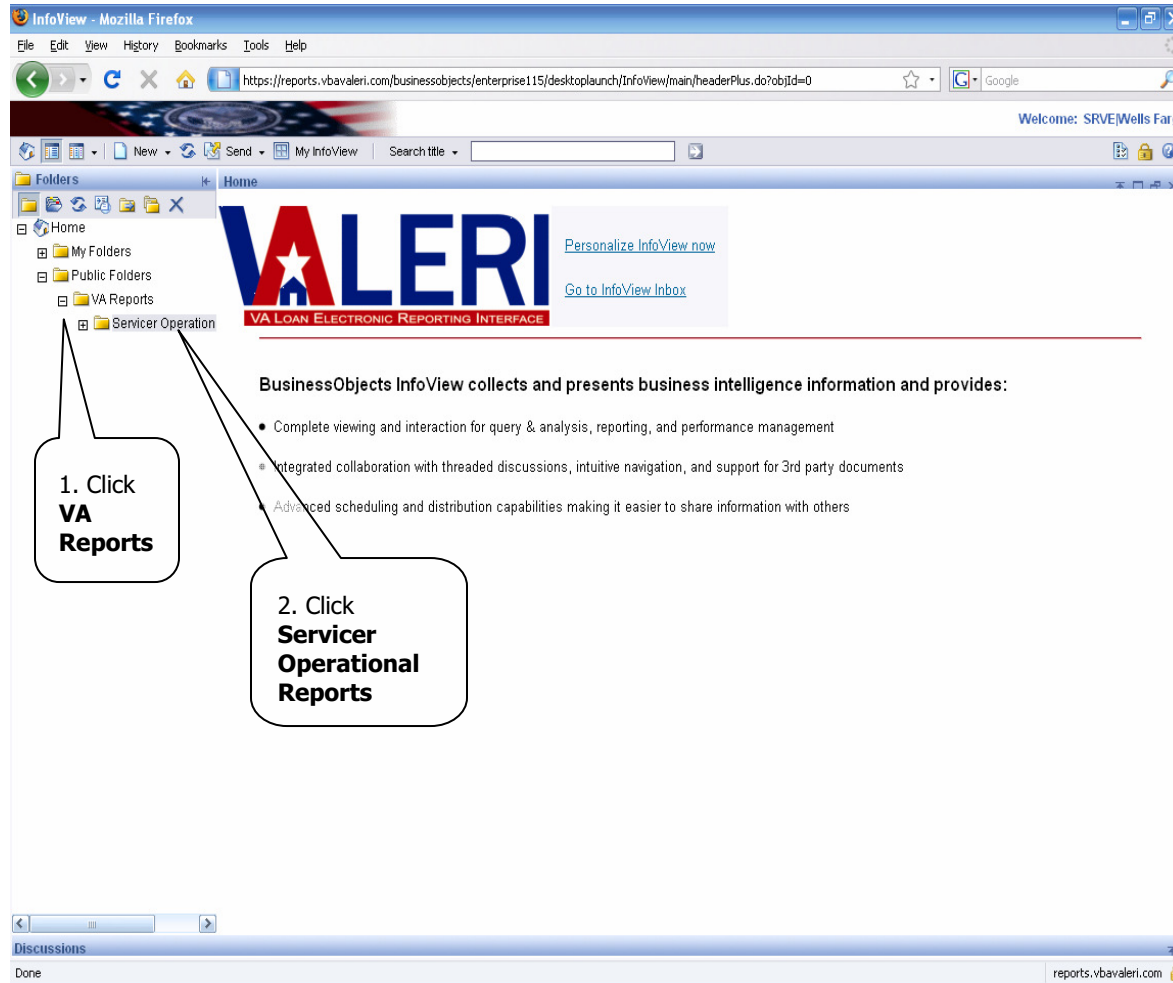 InfoView - Mozilla Firefox
File Edit View History Bookmarks Tools Help
https://reports.vbavaleri.com/businessobjects/enterprise115/desktoplaunch/InfoView/main/headerPlus.do?objId=0
G Google
Welcome: SRVE|Wells Far
New Send My InfoView Search title
Folders
Home
Home
My Folders
Public Folders
VA Reports
Servicer Operation
VALERI
VA LOAN ELECTRONIC REPORTING INTERFACE
Personalize InfoView now
Go to InfoView Inbox
BusinessObjects InfoView collects and presents business intelligence information and provides:
• Complete viewing and interaction for query & analysis, reporting, and performance management
• Integrated collaboration with threaded discussions, intuitive navigation, and support for 3rd party documents
• Advanced scheduling and distribution capabilities making it easier to share information with others
1. Click
VA
Reports
2. Click
Servicer
Operational
Reports
Discussions
Done
reports.vbavaleri.com